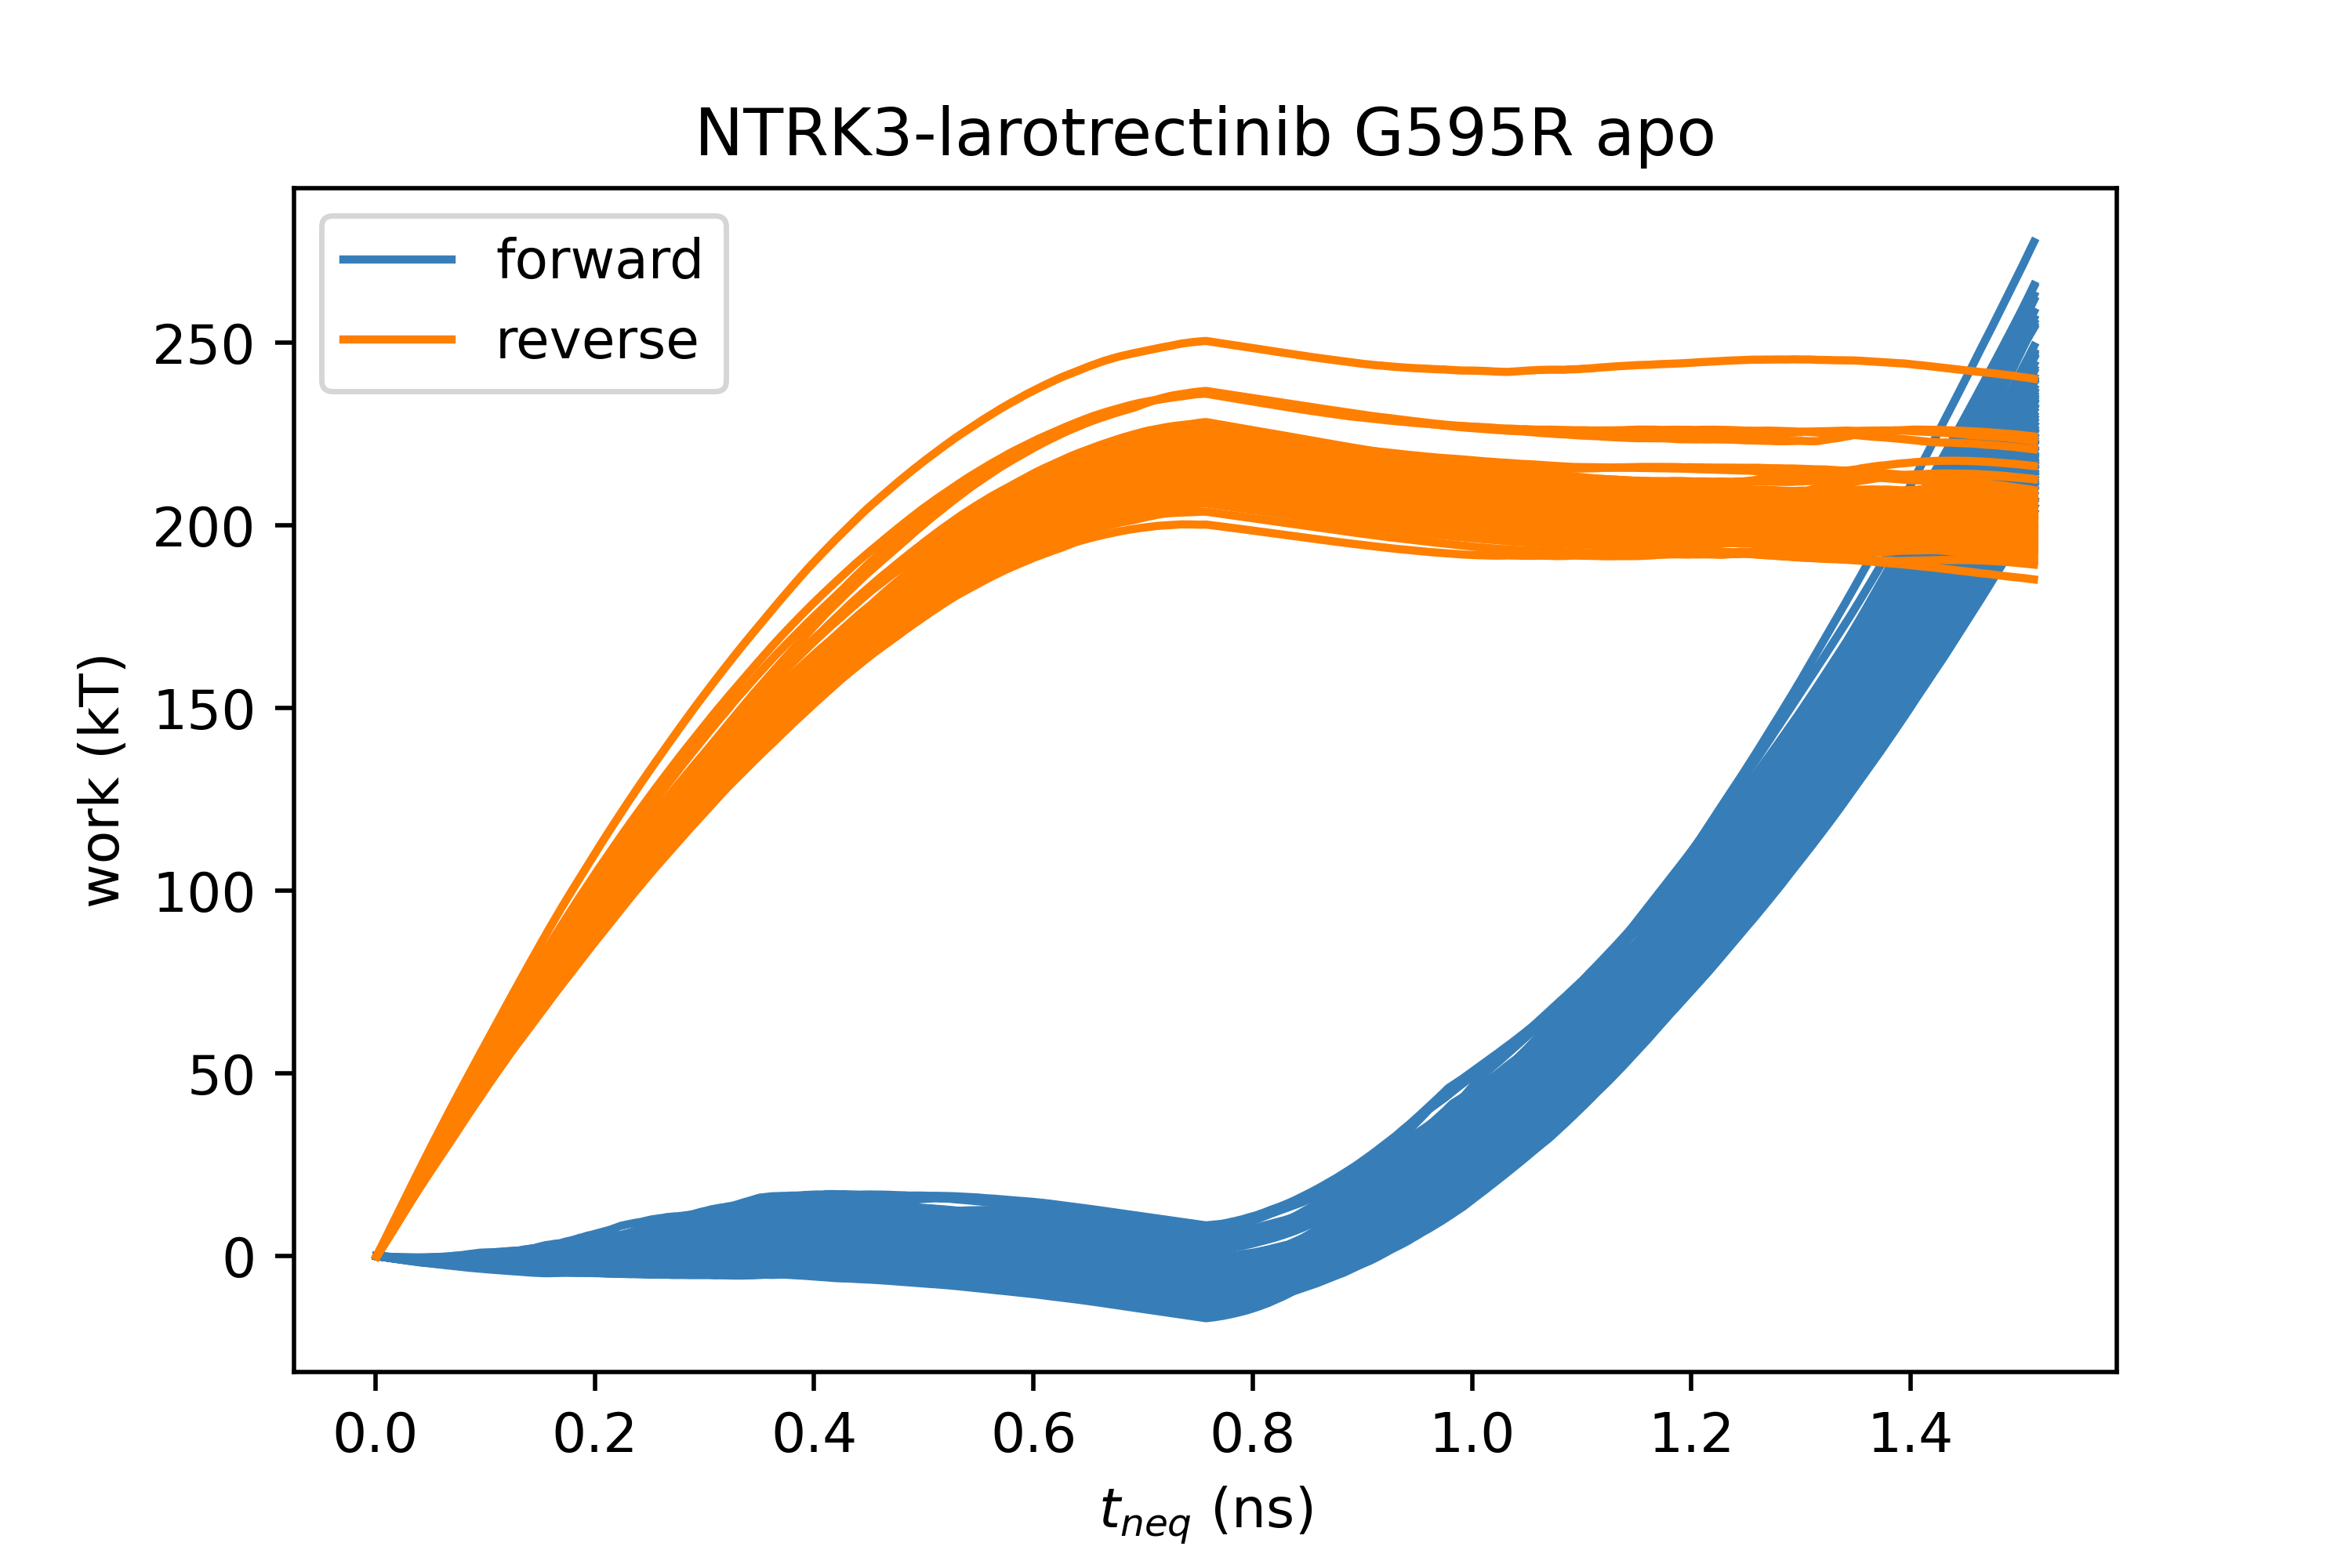 NTRK3-larotrectinib G595R apo
forward
reverse
work (kT)
250
200
150
100
50
0
0.0 0.2 0.4 0.6 0.8 1.0 1.2 1.4
t_neq (ns)